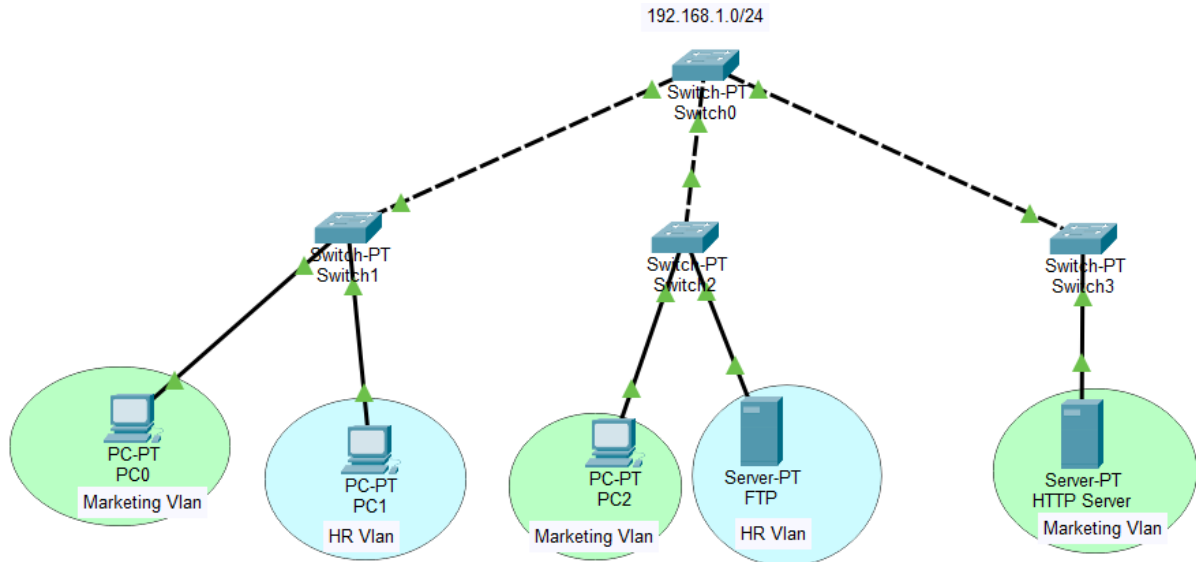 192.168.1.0/24
Switch-PT
Switch0
Switch-PT
Switch1
Switch-PT
Switch2
Switch-PT
Switch3
PC-PT
PC0
Marketing Vlan
PC-PT
PC1
HR Vlan
PC-PT
PC2
Marketing Vlan
Server-PT
FTP
HR Vlan
Server-PT
HTTP Server
Marketing Vlan